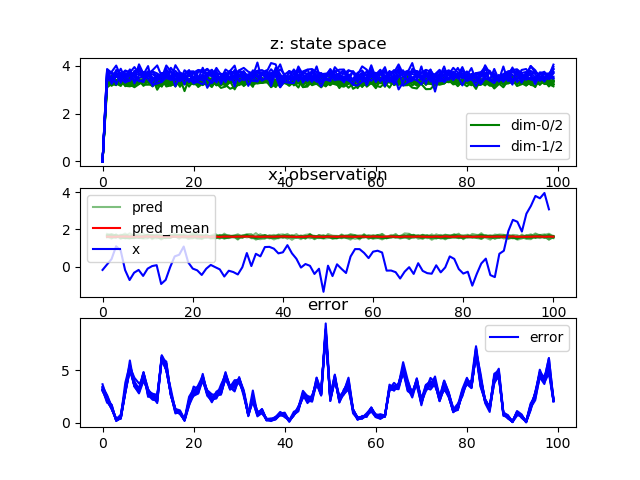 z: state space
4
2
0
dim-0/2
dim-1/2
0 20 40 60 80 100
x: observation
4
2
0
pred
pred_mean
x
0 20 40 60 80 100
error
5
0
error
0 20 40 60 80 100